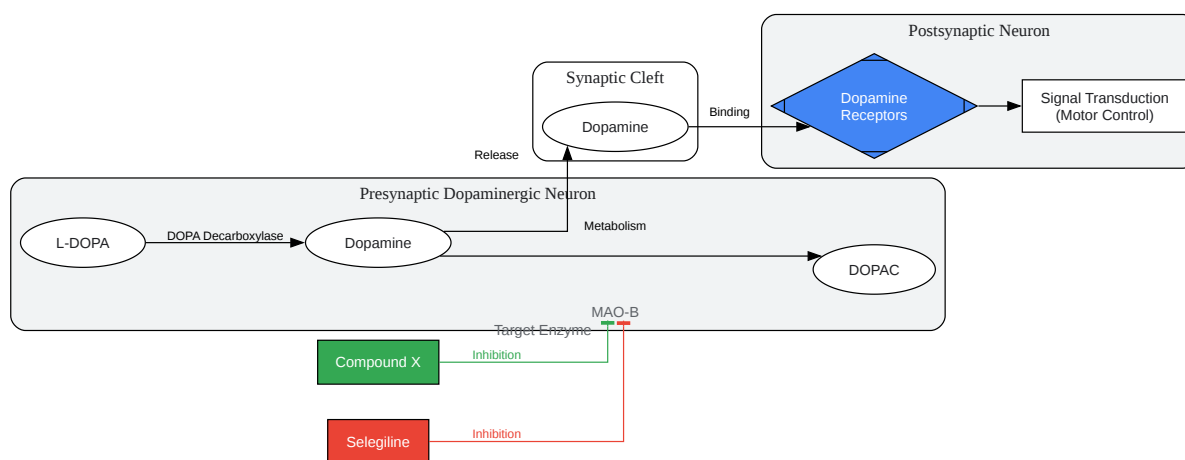 Postsynaptic Neuron
Synaptic Cleft
Dopamine
Receptors
Signal Transduction
(Motor Control)
Binding
Dopamine
Release
Presynaptic Dopaminergic Neuron
Metabolism
L-DOPA
DOPA Decarboxylase
Dopamine
DOPAC
MAO-B
Target Enzyme
Compound X
Inhibition
Selegiline
Inhibition